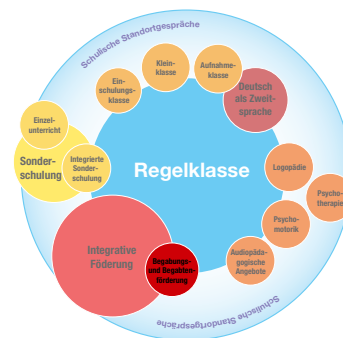 Schulische Standortgespräche
Klein-
klasse
Aufnahme-
klasse
Ein-
schulungs-
klasse
Deutsch
als Zweit-
sprache
Einzel-
unterricht
Sonder-
schulung
Integrierte
Sonder-
schulung
Regelklasse
Logopädie
Psycho-
therapie
Psycho-
motorik
Integrative
Föderung
Begabungs-
und Begabten-
förderung
Audiopäda-
gogische
Angebote
Schulische Standortgespräche